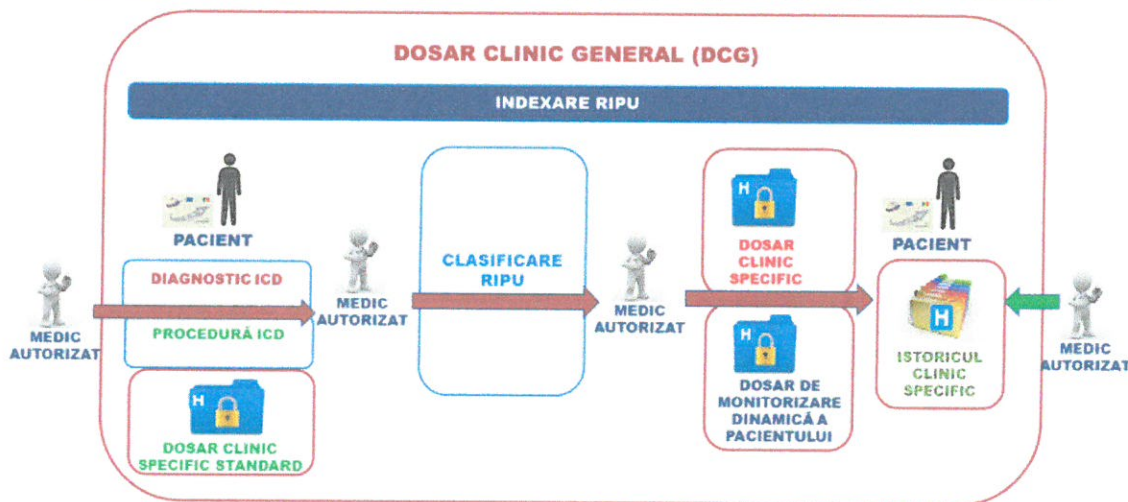 DOSAR CLINIC GENERAL (DCG)
INDEXARE RIPU
PACIENT
DIAGNOSTIC ICD
PROCEDURĂ ICD
MEDIC
AUTORIZAT
H
DOSAR CLINIC
SPECIFIC STANDARD
MEDIC
AUTORIZAT
CLASIFICARE
RIPU
MEDIC
AUTORIZAT
H
DOSAR
CLINIC
SPECIFIC
H
DOSAR DE
MONITORIZARE
DINAMICĂ A
PACIENTULUI
PACIENT
H
ISTORICUL
CLINIC
SPECIFIC
MEDIC
AUTORIZAT